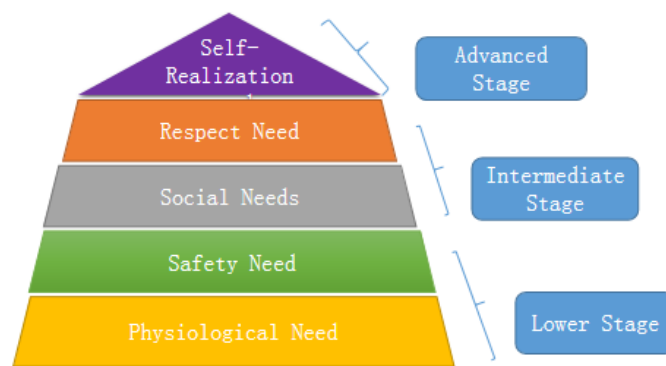 Self-
Realization
Advanced
Stage
Respect Need
Intermediate
Stage
Social Needs
Safety Need
Lower Stage
Physiological Need